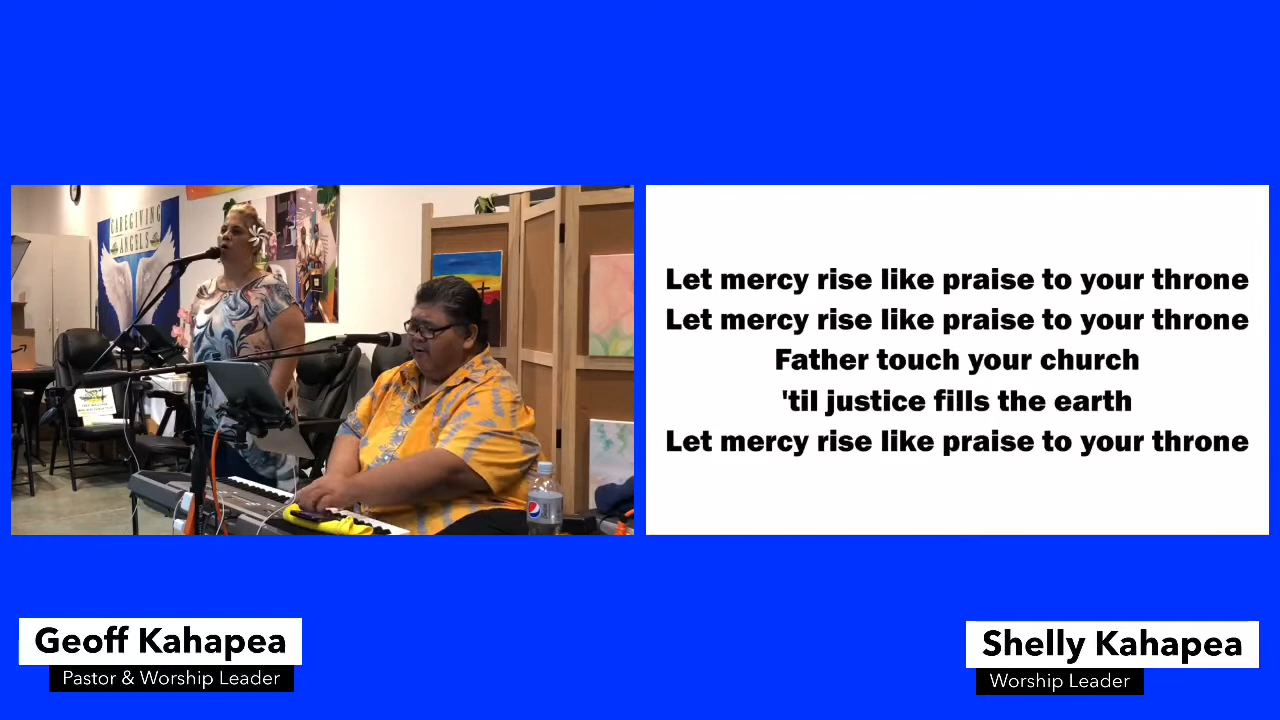 CAREGIVING
ANGELS
Let mercy rise like praise to your throne
Let mercy rise like praise to your throne
Father touch your church
'til justice fills the earth
Let mercy rise like praise to your throne
Geoff Kahapea
Pastor & Worship Leader
Shelly Kahapea
Worship Leader